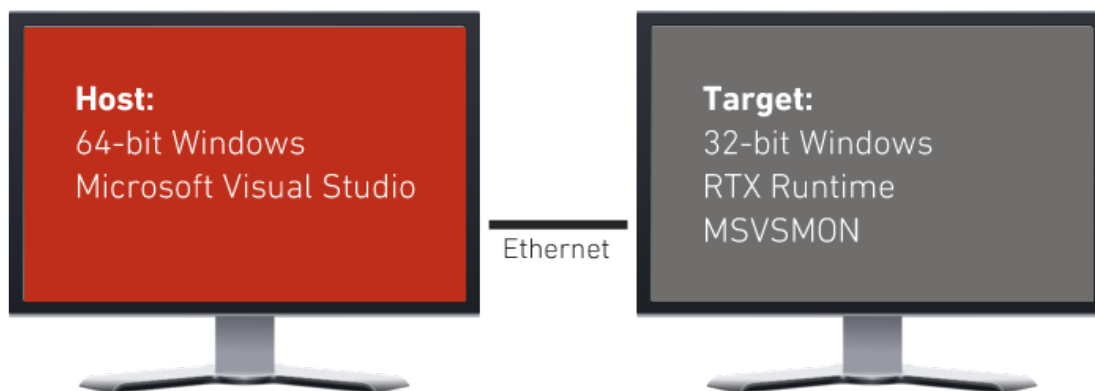 Host:
64-bit Windows
Microsoft Visual Studio
Ethernet
Target:
32-bit Windows
RTX Runtime
MSVSMON